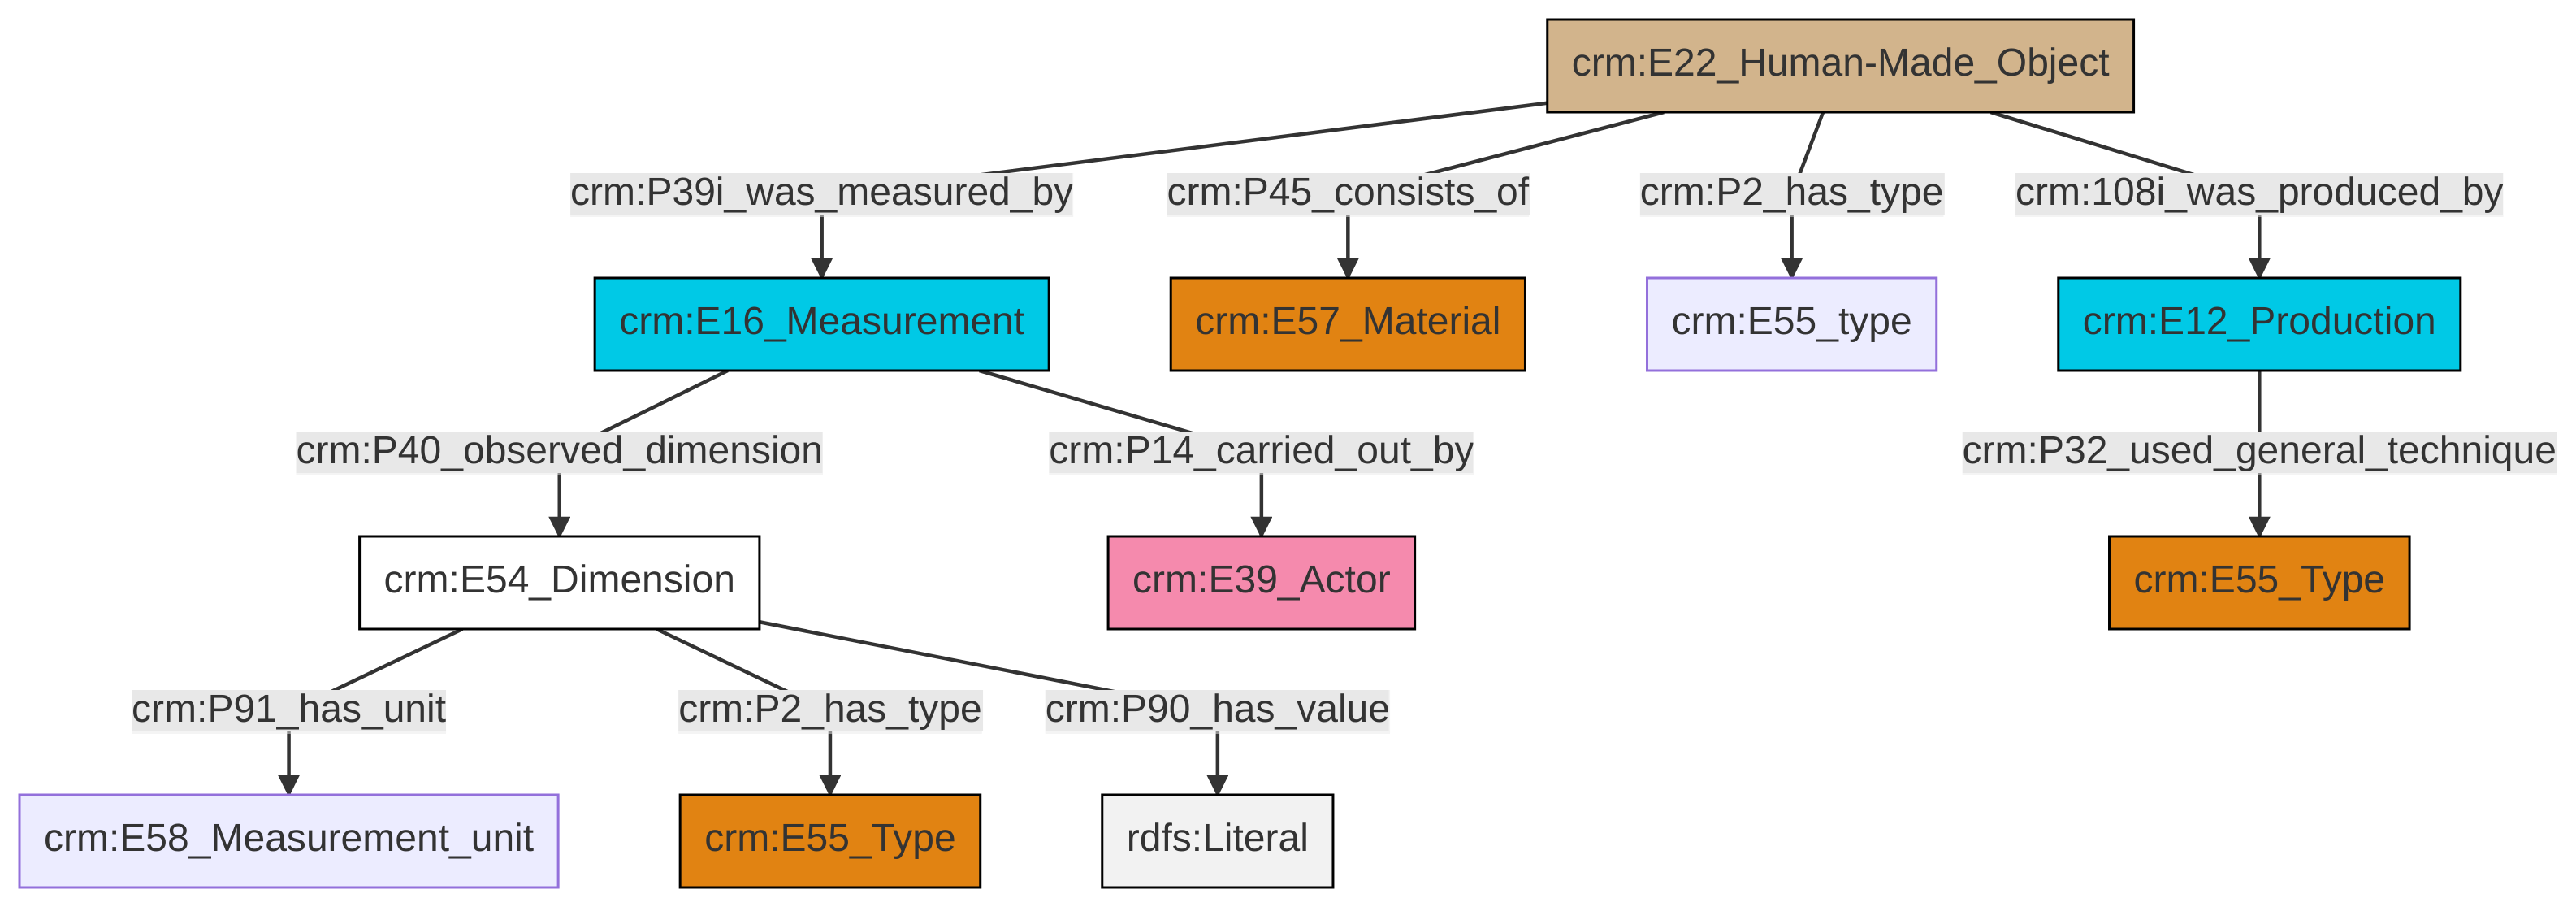 crm:E22_Human-Made_Object
crm:P39i_was_measured_by
crm:P45_consists_of
crm:P2_has_type
crm:108i_was_produced_by
crm:E16_Measurement
crm:E57_Material
crm:E55_type
crm:E12_Production
crm:P40_observed_dimension
crm:P14_carried_out_by
crm:P32_used_general_technique
crm:E54_Dimension
crm:E39_Actor
crm:E55_Type
crm:P91_has_unit
crm:P2_has_type
crm:P90_has_value
crm:E58_Measurement_unit
crm:E55_Type
rdfs:Literal